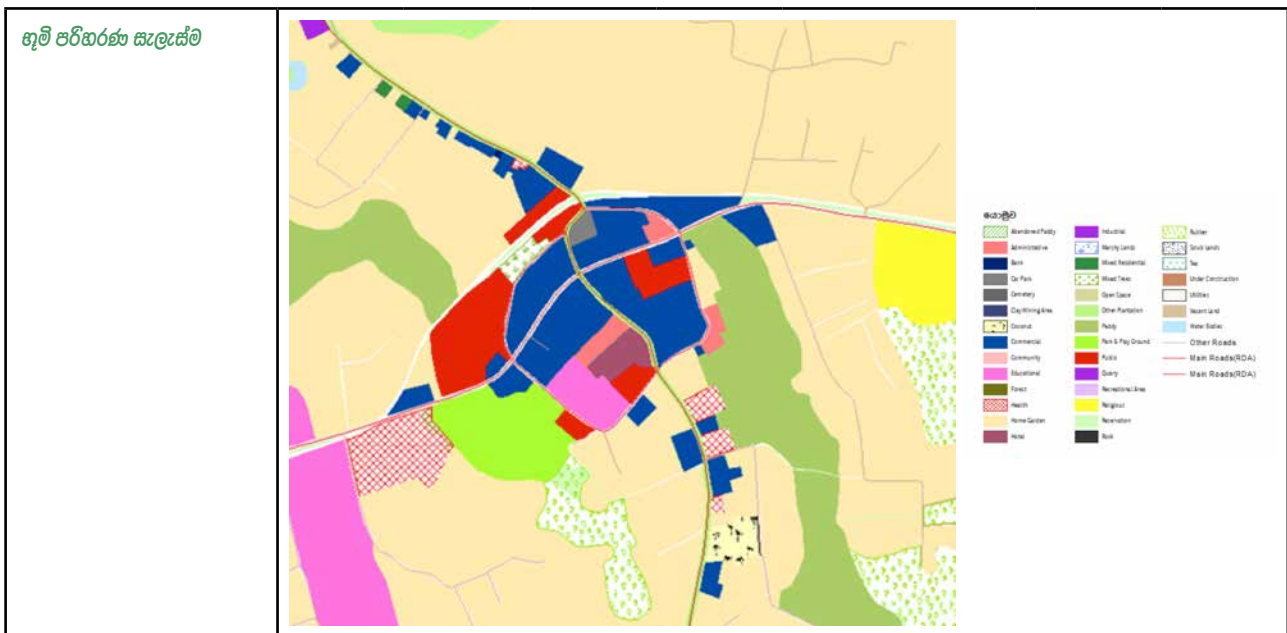 භූමි පරිහරණ සැලැස්ම
යොමුව
Abandoned Paddy
Administrative
Bank
Car Park
Cemetery
Clay Mining Area
Coconut
Commercial
Community
Educational
Forest
Health
Home Garden
Hotel
Industrial
Marshy Lands
Mixed Residential
Mixed Trees
Open Space
Other Plantation
Paddy
Park & Play Ground
Public
Quarry
Recreational Area
Religious
Reservation
Rock
Rubber
Scrub Lands
Tea
Under Construction
Utilities
Vacant Land
Water Bodies
Other Roads
Main Roads(RDA)
Main Roads(RDA)